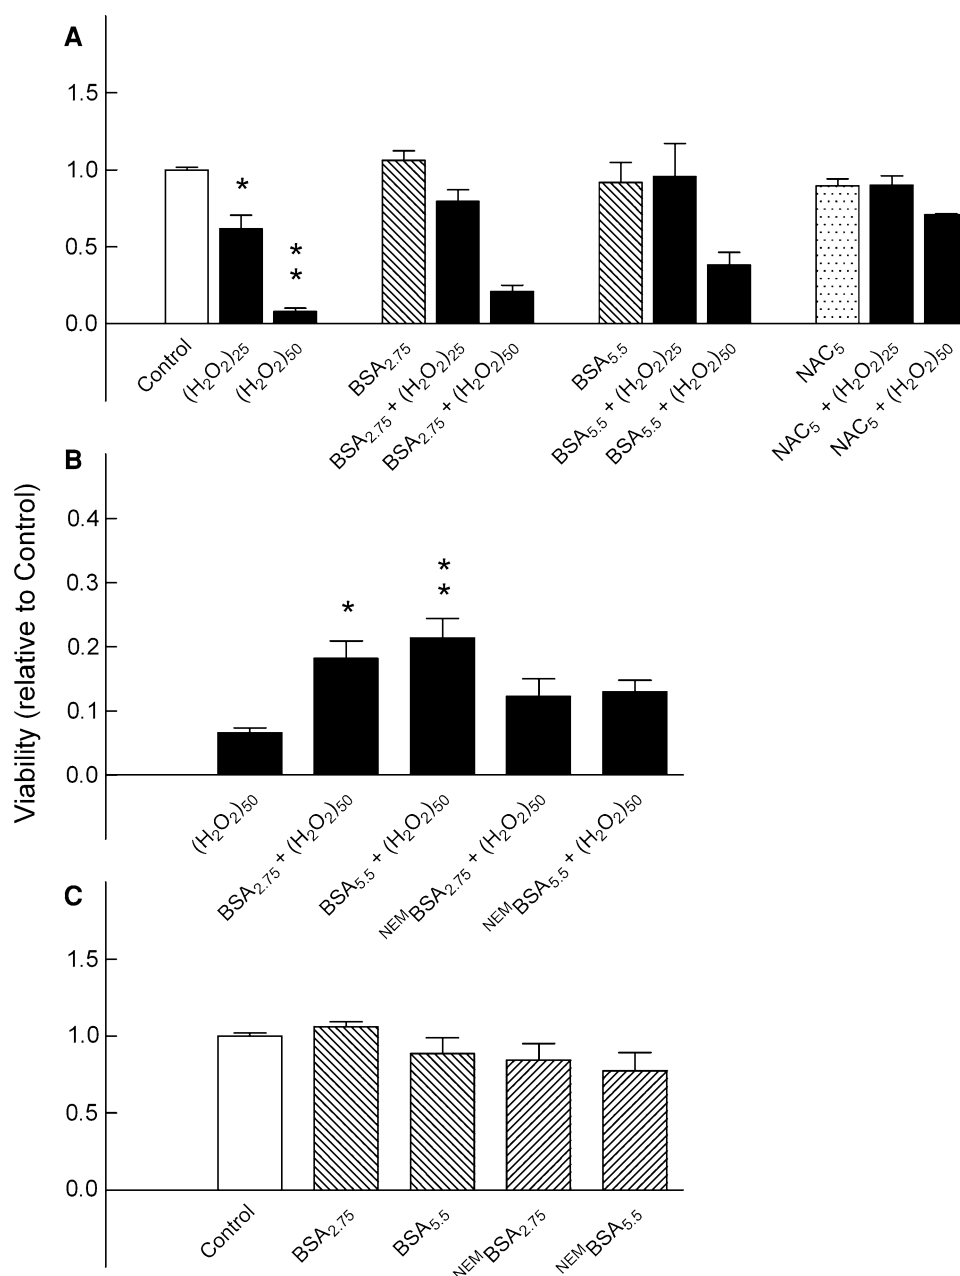 A
1.5
1.0
0.5
0.0
*
*
*
Control
(H₂O₂)₂₅
(H₂O₂)₅₀
BSA₂.₇₅
BSA₂.₇₅ + (H₂O₂)₂₅
BSA₂.₇₅ + (H₂O₂)₅₀
BSA₅.₅
BSA₅.₅ + (H₂O₂)₂₅
BSA₅.₅ + (H₂O₂)₅₀
NAC₅
NAC₅ + (H₂O₂)₂₅
NAC₅ + (H₂O₂)₅₀
Viability (relative to Control)
B
0.4
0.3
0.2
0.1
0.0
*
*
*
(H₂O₂)₅₀
BSA₂.₇₅ + (H₂O₂)₅₀
BSA₅.₅ + (H₂O₂)₅₀
ᴺᴱᴹBSA₂.₇₅ + (H₂O₂)₅₀
ᴺᴱᴹBSA₅.₅ + (H₂O₂)₅₀
C
1.5
1.0
0.5
0.0
Control
BSA₂.₇₅
BSA₅.₅
ᴺᴱᴹBSA₂.₇₅
ᴺᴱᴹBSA₅.₅